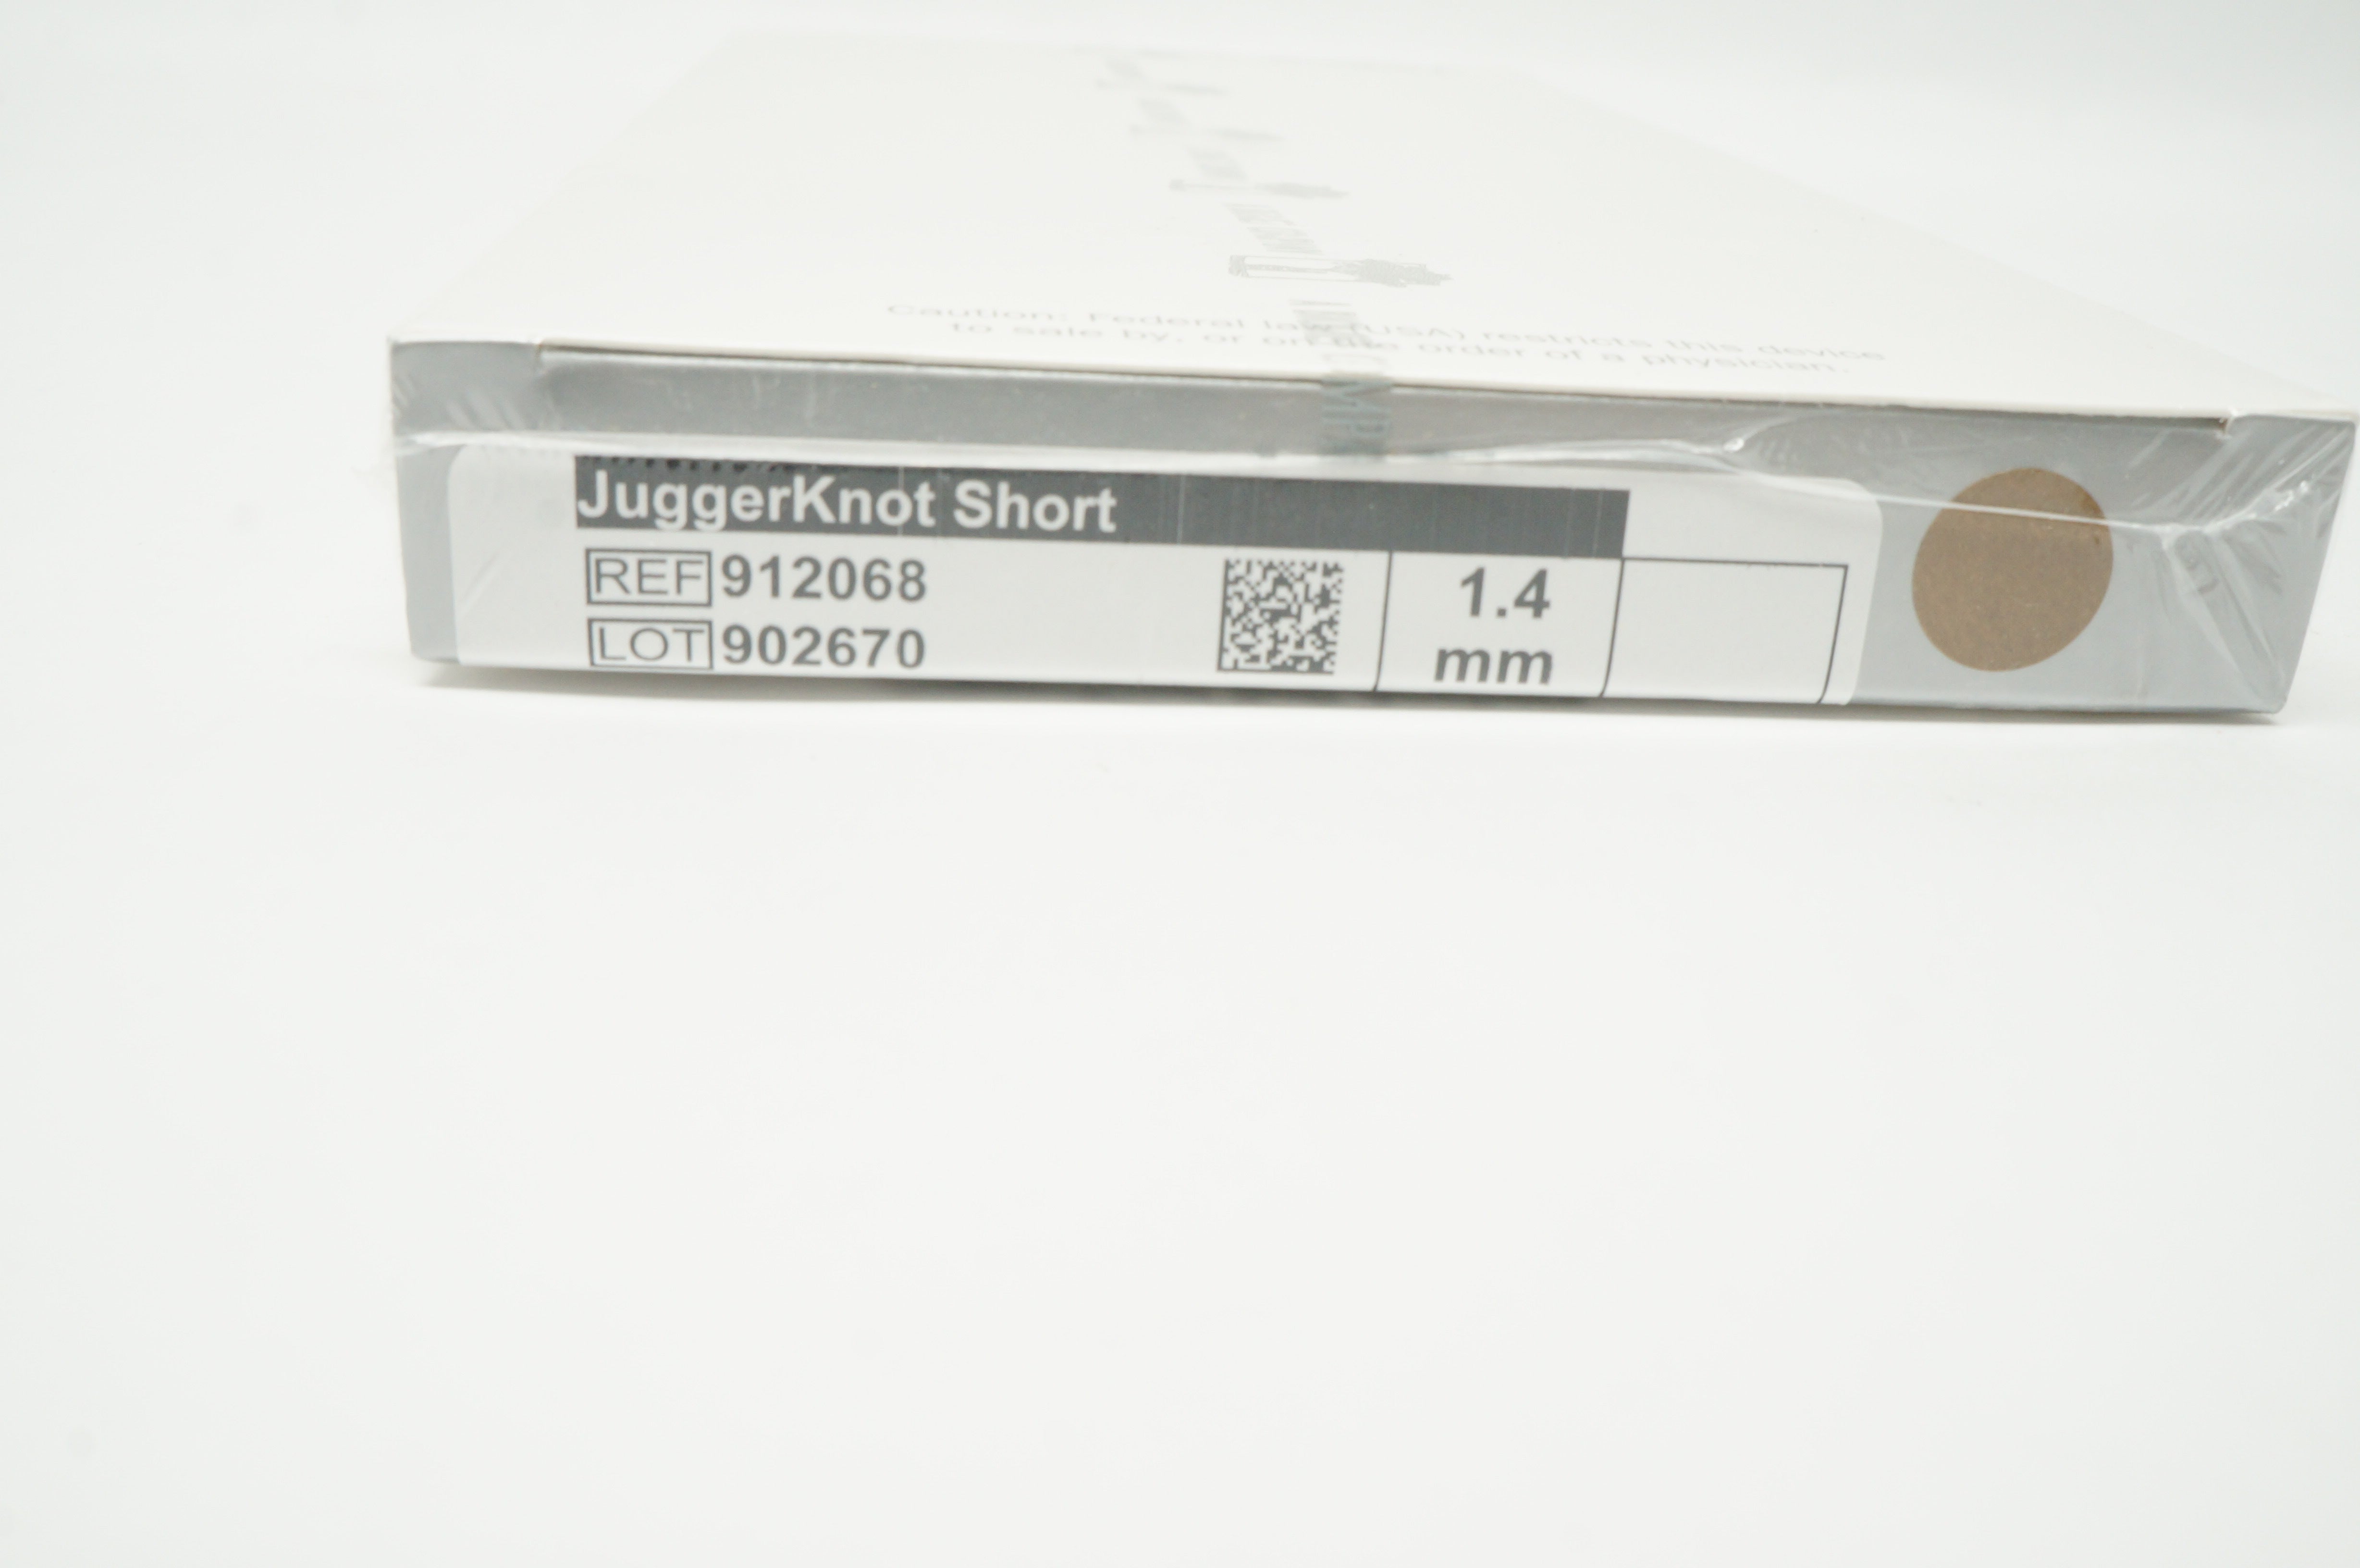 Caution: Federal law (USA) restricts this device
to sale by, or on the order of a physician.
JuggerKnot Short
REF 912068
LOT 902670
1.4
mm